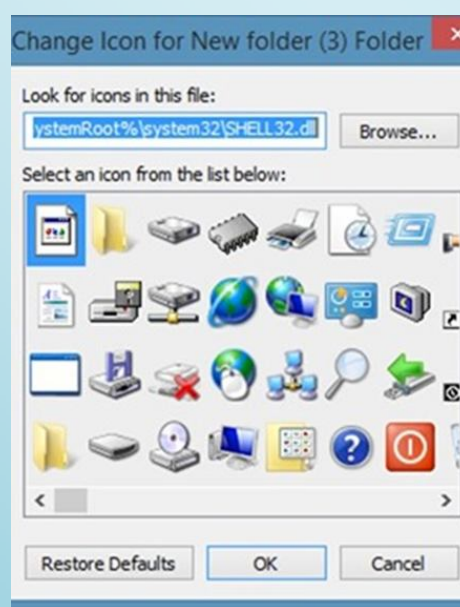 Change Icon for New folder (3) Folder
Look for icons in this file:
ystemRoot%\system32\SHELL32.dll
Browse...
Select an icon from the list below:
Restore Defaults
OK
Cancel